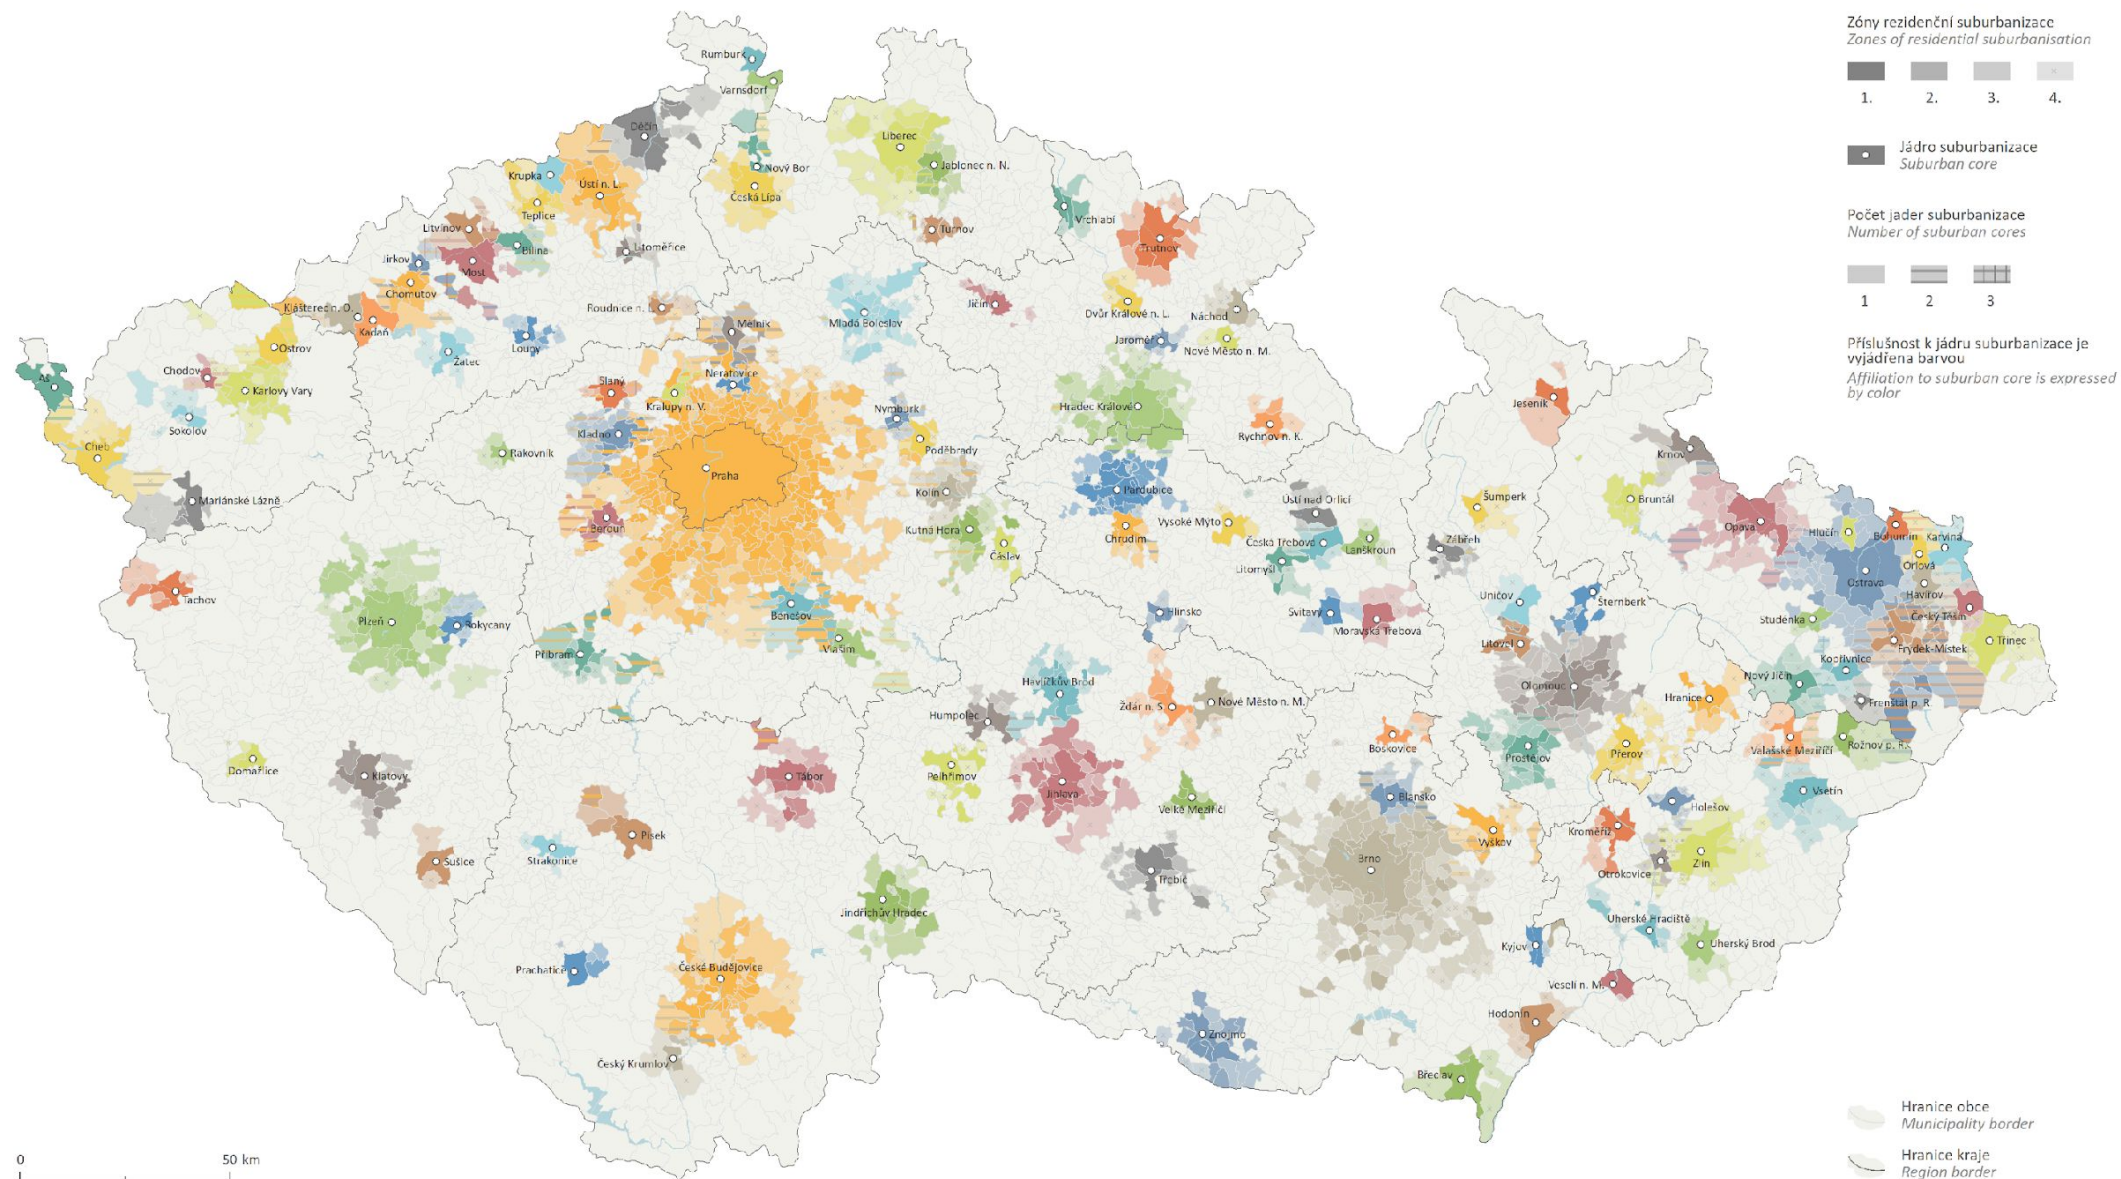 Zóny rezidenční suburbanizace
Zones of residential suburbanisation
1. 2. 3. 4.
Jádro suburbanizace
Suburban core
Počet jader suburbanizace
Number of suburban cores
1 2 3
Příslušnost k jádru suburbanizace je
vyjádřena barvou
Affiliation to suburban core is expressed
by color
Rumburk
Varnsdorf
Děčín
Liberec
Jablonec n. N.
Nový Bor
Česká Lípa
Krupka
Ústí n. L.
Teplice
Vrchlabí
Turnov
Trutnov
Litvínov
Bílina
Litoměřice
Jirkov
Most
Chomutov
Klášterec n. O.
Kadaň
Roudnice n. L.
Mělník
Mladá Boleslav
Jičín
Dvůr Králové n. L.
Náchod
Jaroměř
Nové Město n. M.
Ostrov
Žatec
Louny
Chodov
Karlovy Vary
Aš
Sokolov
Slaný
Kralupy n. V.
Neratovice
Nymburk
Hradec Králové
Rychnov n. K.
Jeseník
Cheb
Kladno
Poděbrady
Rakovník
Praha
Krnov
Mariánské Lázně
Kolín
Pardubice
Ústí nad Orlicí
Šumperk
Bruntál
Beroun
Kutná Hora
Čáslav
Chrudim
Vysoké Mýto
Česká Třebová
Lanškroun
Litomyšl
Zábřeh
Opava
Hlučín
Bohumín
Karviná
Orlová
Ostrava
Havířov
Český Těšín
Tachov
Plzeň
Rokycany
Benešov
Vlašim
Příbram
Hlinsko
Svitavy
Moravská Třebová
Uničov
Šternberk
Litovel
Studénka
Třinec
Frýdek-Místek
Kopřivnice
Nový Jičín
Frenštát p. R.
Olomouc
Hranice
Havlíčkův Brod
Humpolec
Žďár n. S.
Nové Město n. M.
Boskovice
Prostějov
Přerov
Valašské Meziříčí
Rožnov p. R.
Domažlice
Klatovy
Tábor
Pelhřimov
Jihlava
Velké Meziříčí
Blansko
Vyškov
Holešov
Vsetín
Písek
Strakonice
Sušice
Kroměříž
Zlín
Otrokovice
Brno
Třebíč
Jindřichův Hradec
Uherské Hradiště
Uherský Brod
Kyjov
Prachatice
České Budějovice
Veselí n. M.
Hodonín
Znojmo
Český Krumlov
Břeclav
Hranice obce
Municipality border
Hranice kraje
Region border
0 50 km